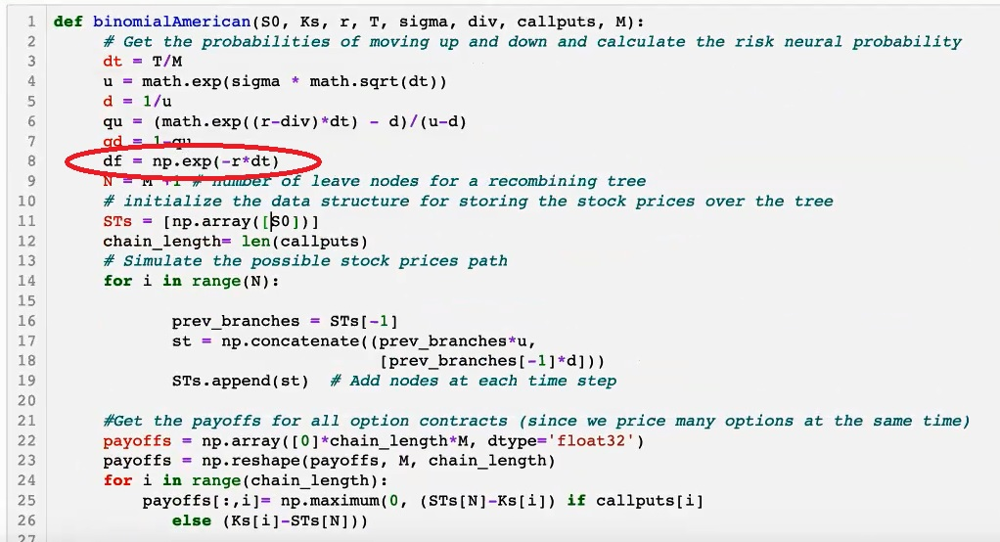 1 def binomialAmerican(S0, Ks, r, T, sigma, div, callputs, M):
2 # Get the probabilities of moving up and down and calculate the risk neural probability
3 dt = T/M
4 u = math.exp(sigma * math.sqrt(dt))
5 d = 1/u
6 qu = (math.exp((r-div)*dt) - d)/(u-d)
7 qd = 1-qu
8 df = np.exp(-r*dt)
9 N = M +1 # number of leave nodes for a recombining tree
10 # initialize the data structure for storing the stock prices over the tree
11 STs = [np.array([S0])]
12 chain_length= len(callputs)
13 # Simulate the possible stock prices path
14 for i in range(N):
15
16 prev_branches = STs[-1]
17 st = np.concatenate((prev_branches*u,
18 [prev_branches[-1]*d]))
19 STs.append(st) # Add nodes at each time step
20
21 #Get the payoffs for all option contracts (since we price many options at the same time)
22 payoffs = np.array([0]*chain_length*M, dtype='float32')
23 payoffs = np.reshape(payoffs, M, chain_length)
24 for i in range(chain_length):
25 payoffs[:,i]= np.maximum(0, (STs[N]-Ks[i]) if callputs[i]
26 else (Ks[i]-STs[N]))
27